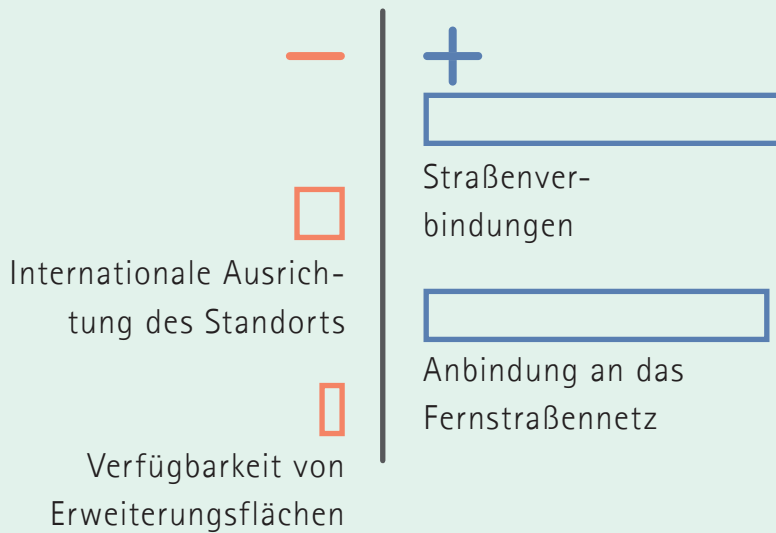 Internationale Ausrich-
tung des Standorts
Verfügbarkeit von
Erweiterungsflächen
Straßenver-
bindungen
Anbindung an das
Fernstraßennetz